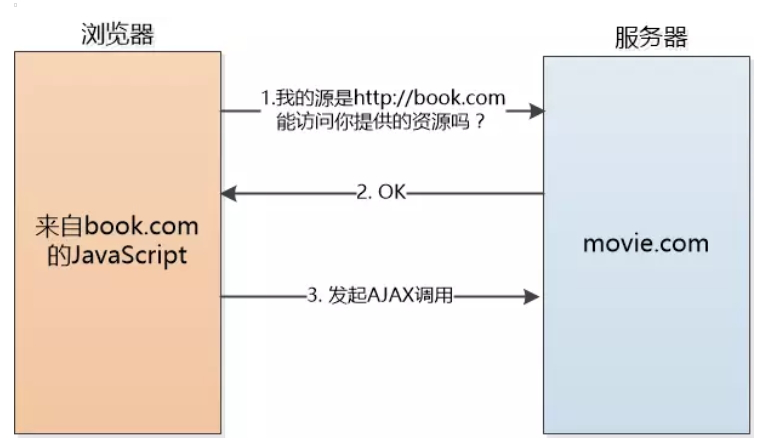 浏览器
服务器
1.我的源是http://book.com
能访问你提供的资源吗？
2. OK
来自book.com
的JavaScript
movie.com
3. 发起AJAX调用